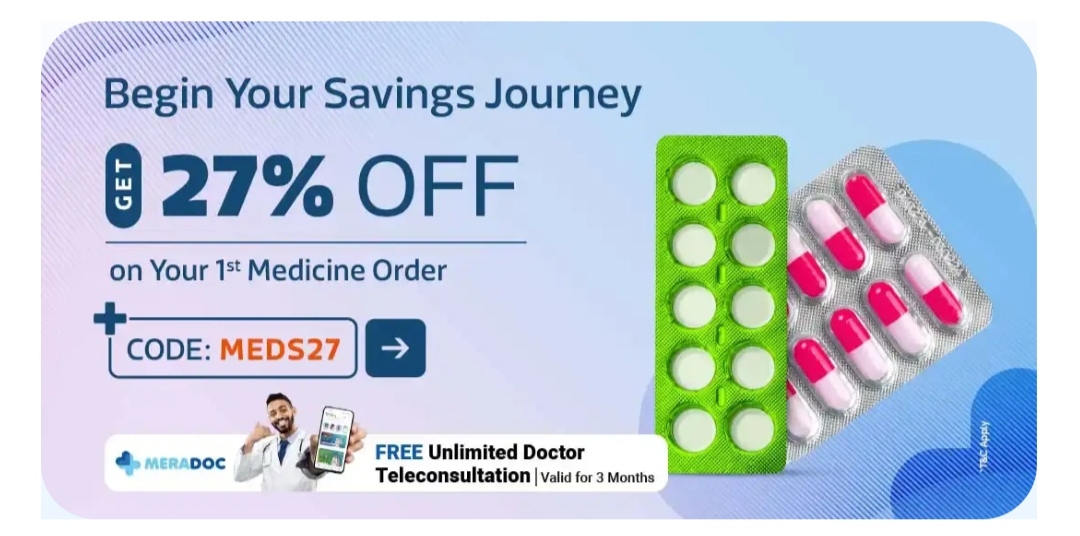 Begin Your Savings Journey
GET 27% OFF
on Your 1st Medicine Order
CODE: MEDS27
MERADOC
FREE Unlimited Doctor
Teleconsultation | Valid for 3 Months
*T&C Apply